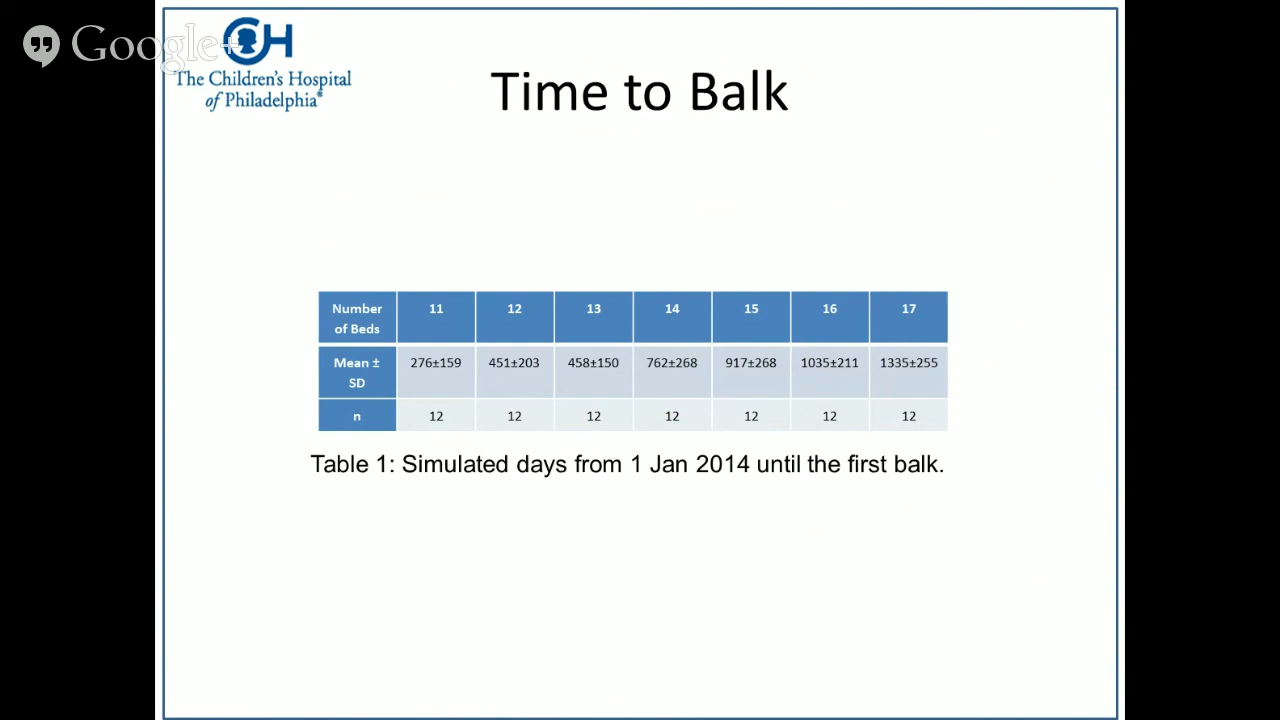 Google+
The Children's Hospital
of Philadelphia®
Time to Balk
Number of Beds 11 12 13 14 15 16 17
Mean ± SD 276±159 451±203 458±150 762±268 917±268 1035±211 1335±255
n 12 12 12 12 12 12 12
Table 1: Simulated days from 1 Jan 2014 until the first balk.